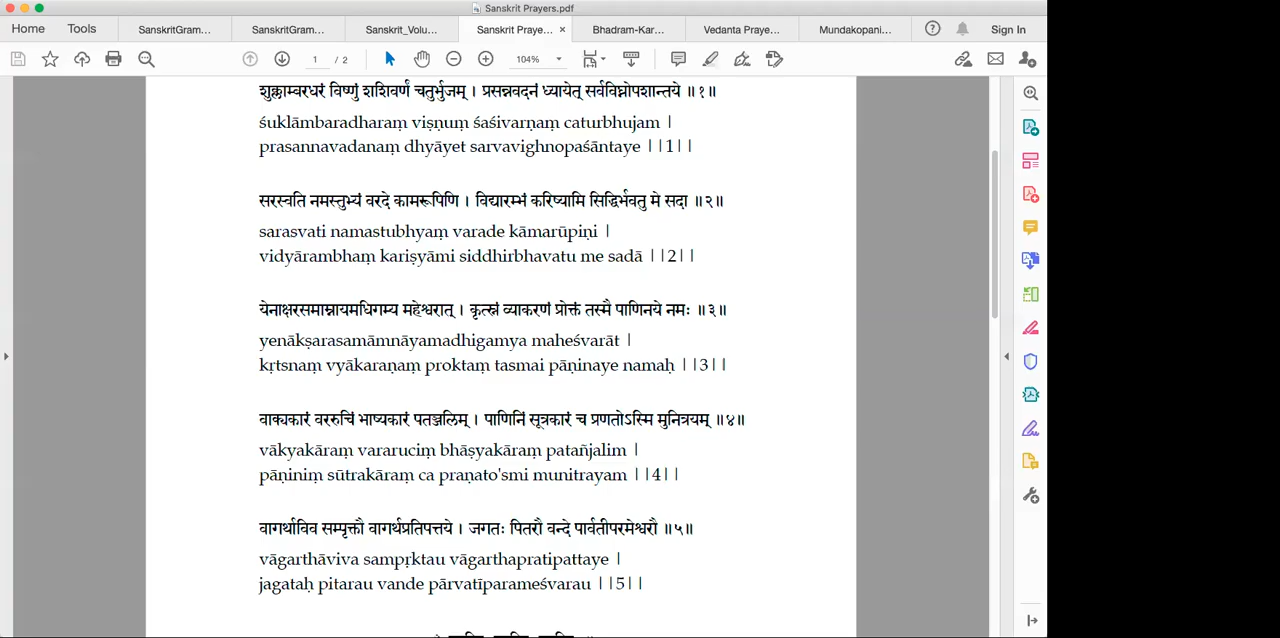 Sanskrit Prayers.pdf
Home Tools SanskritGram... SanskritGram... Sanskrit_Volu... Sanskrit Praye... × Bhadram-Kar... Vedanta Praye... Mundakopani... Sign In
1 / 2 104%
शुक्लाम्बरधरं विष्णुं शशिवर्णं चतुर्भुजम् । प्रसन्नवदनं ध्यायेत् सर्वविघ्नोपशान्तये ॥१॥
śuklāmbaradharaṃ viṣṇuṃ śaśivarṇaṃ caturbhujam |
prasannavadanaṃ dhyāyet sarvavighnopaśāntaye ||1||
सरस्वति नमस्तुभ्यं वरदे कामरूपिणि । विद्यारम्भं करिष्यामि सिद्धिर्भवतु मे सदा ॥२॥
sarasvati namastubhyaṃ varade kāmarūpiṇi |
vidyārambhaṃ kariṣyāmi siddhirbhavatu me sadā ||2||
येनाक्षरसमाम्नायमधिगम्य महेश्वरात् । कृत्स्नं व्याकरणं प्रोक्तं तस्मै पाणिनये नमः ॥३॥
yenākṣarasamāmnāyamadhigamya maheśvarāt |
kṛtsnaṃ vyākaraṇaṃ proktaṃ tasmai pāṇinaye namaḥ ||3||
वाक्यकारं वररुचिं भाष्यकारं पतञ्जलिम् । पाणिनिं सूत्रकारं च प्रणतोऽस्मि मुनित्रयम् ॥४॥
vākyakāraṃ vararuciṃ bhāṣyakāraṃ patañjalim |
pāṇiniṃ sūtrakāraṃ ca praṇato'smi munitrayam ||4||
वागर्थाविव सम्पृक्तौ वागर्थप्रतिपत्तये । जगतः पितरौ वन्दे पार्वतीपरमेश्वरौ ॥५॥
vāgarthāviva sampṛktau vāgarthapratipattaye |
jagataḥ pitarau vande pārvatīparameśvarau ||5||